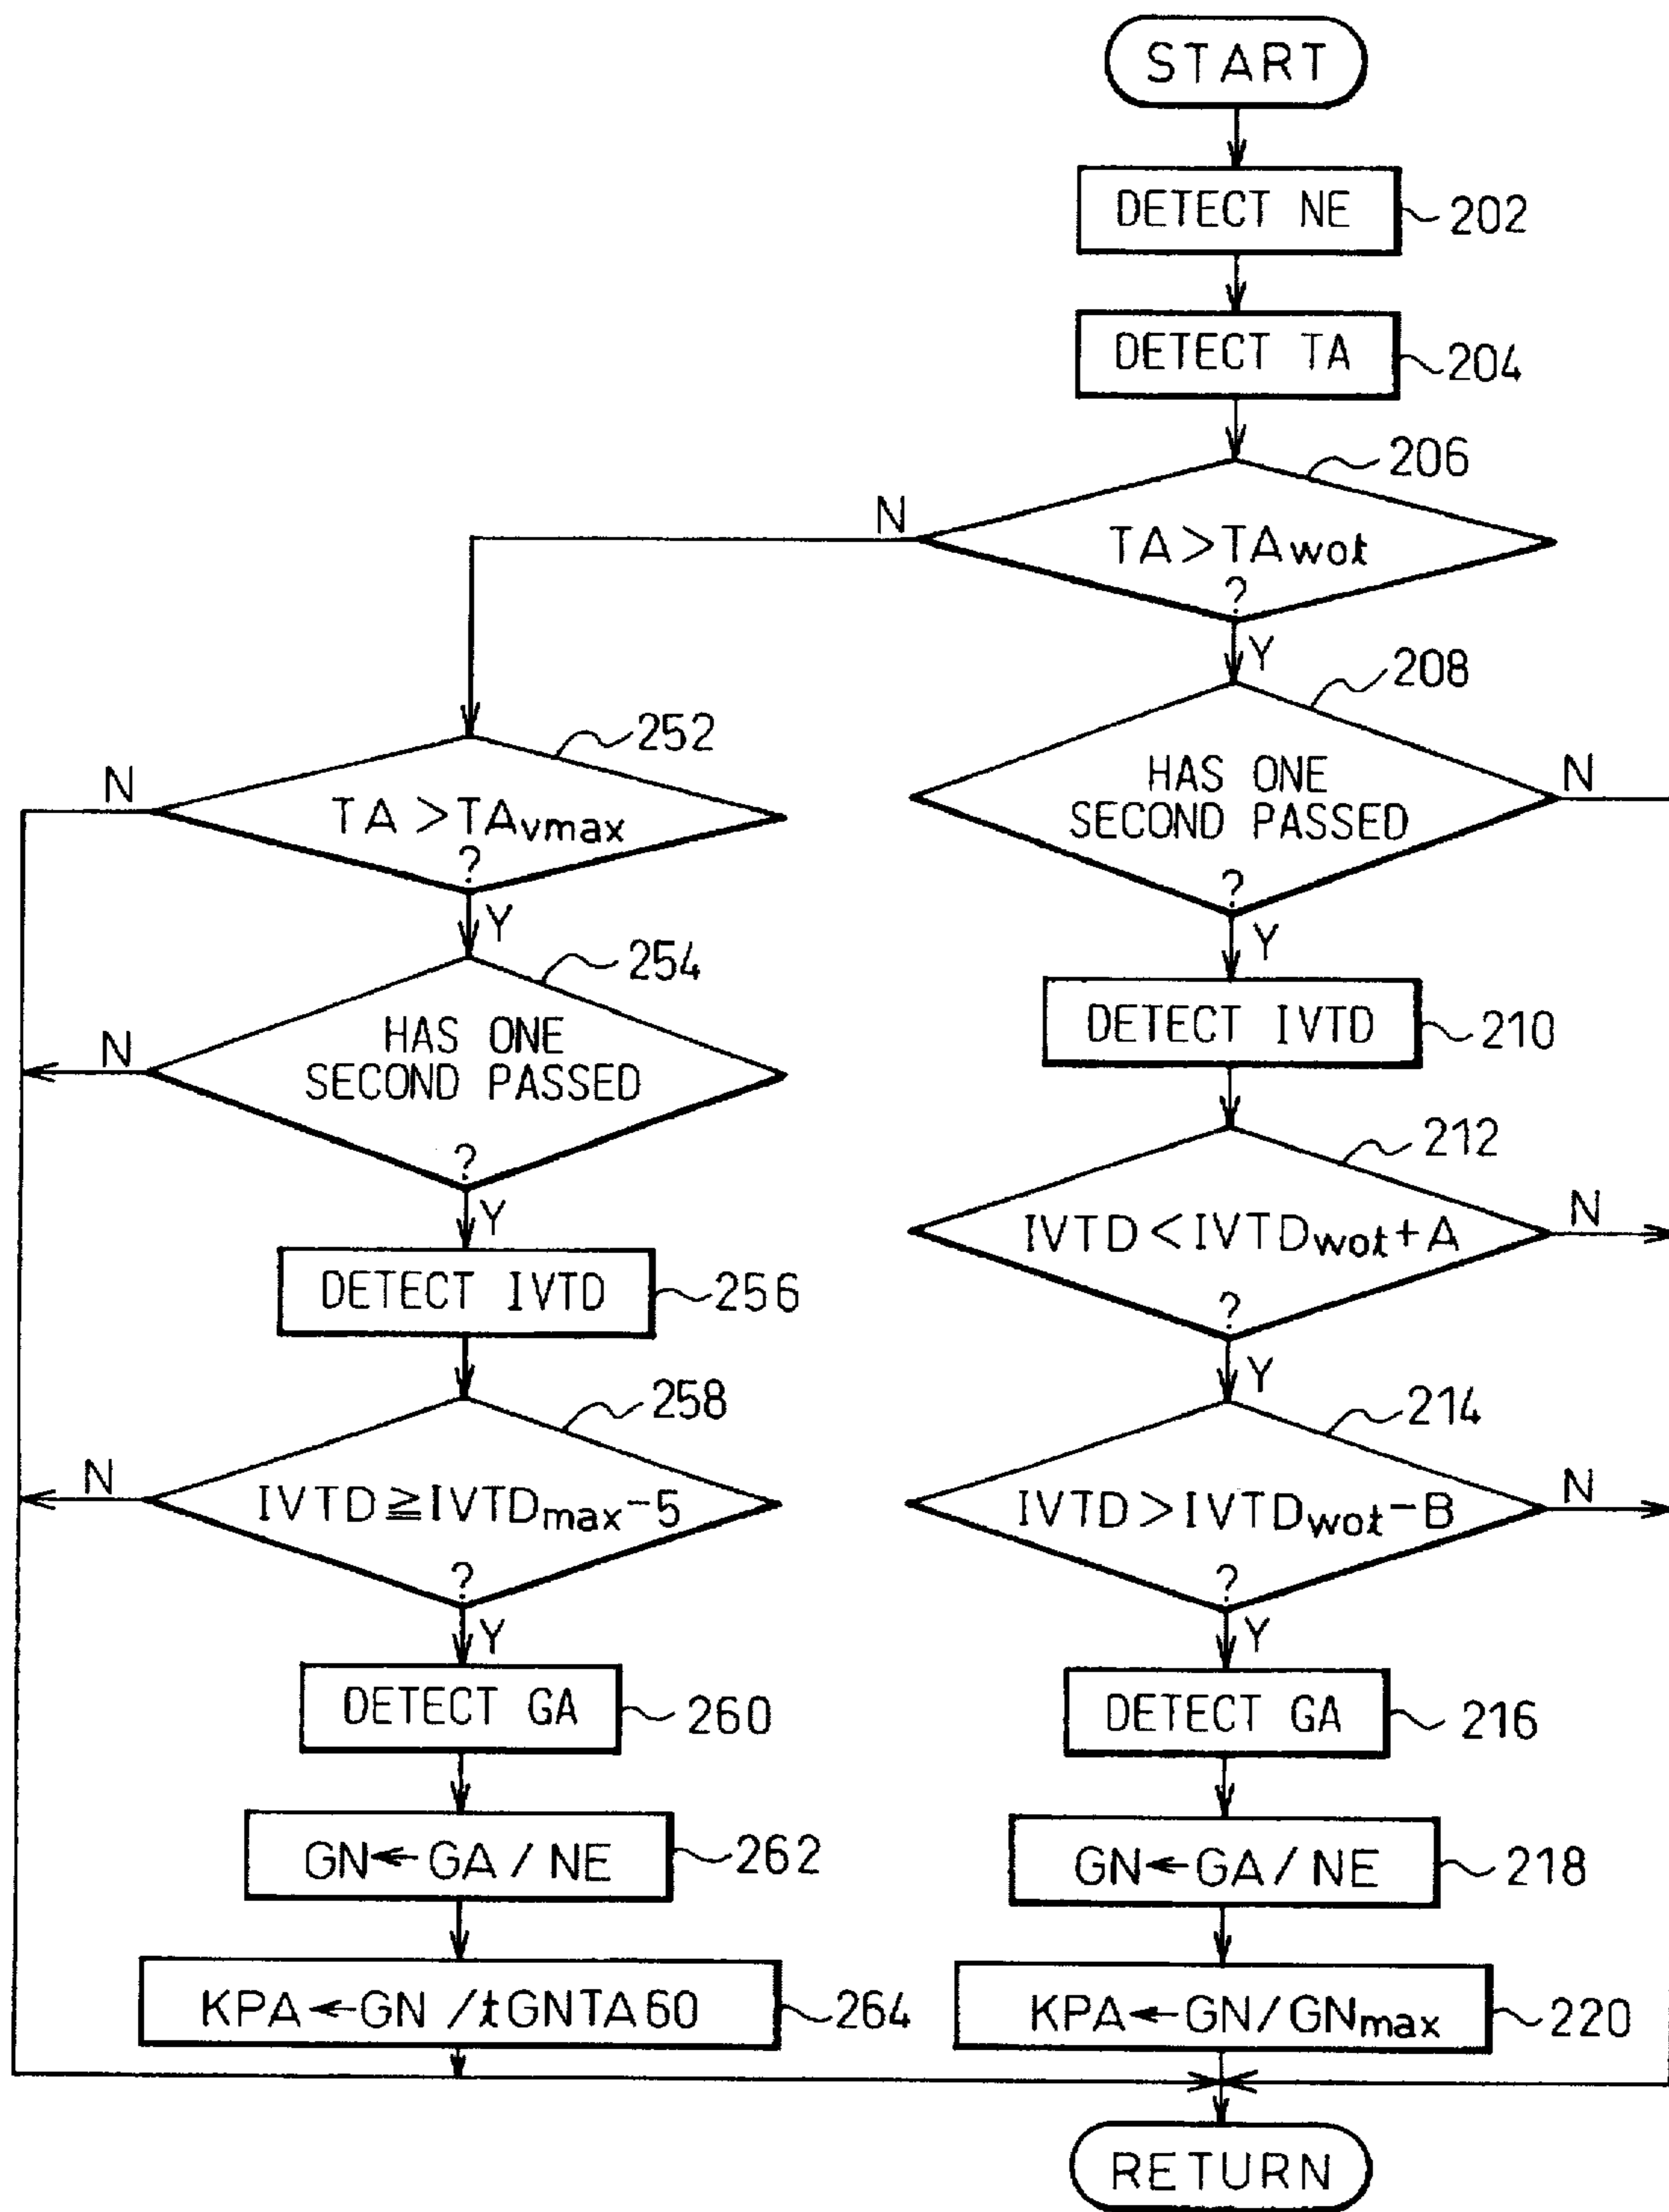 START
DETECT NE
202
DETECT TA
204
206
N
TA>TAwot
?
Y
208
HAS ONE
SECOND PASSED
?
N
Y
DETECT IVTD
210
212
IVTD<IVTDwot+A
?
N
Y
214
IVTD>IVTDwot-B
?
N
Y
DETECT GA
216
GN←GA/NE
218
KPA←GN/GNmax
220
252
N
TA>TAvmax
?
Y
254
HAS ONE
SECOND PASSED
?
N
Y
DETECT IVTD
256
258
N
IVTD≧IVTDmax-5
?
Y
DETECT GA
260
GN←GA/NE
262
KPA←GN/tGNTA60
264
RETURN